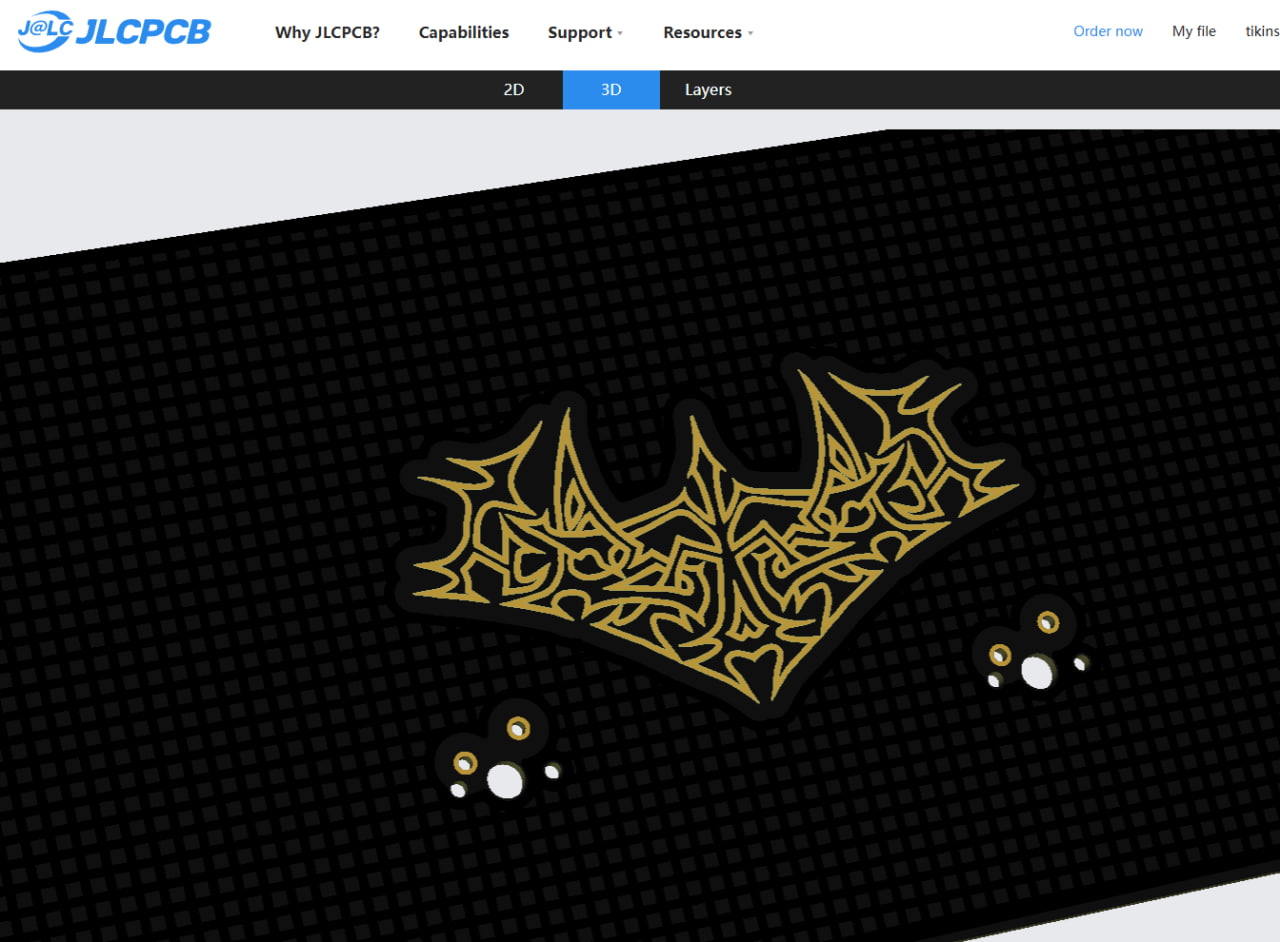 J@LC JLCPCB
Why JLCPCB? Capabilities Support Resources Order now My file tikins
2D 3D Layers